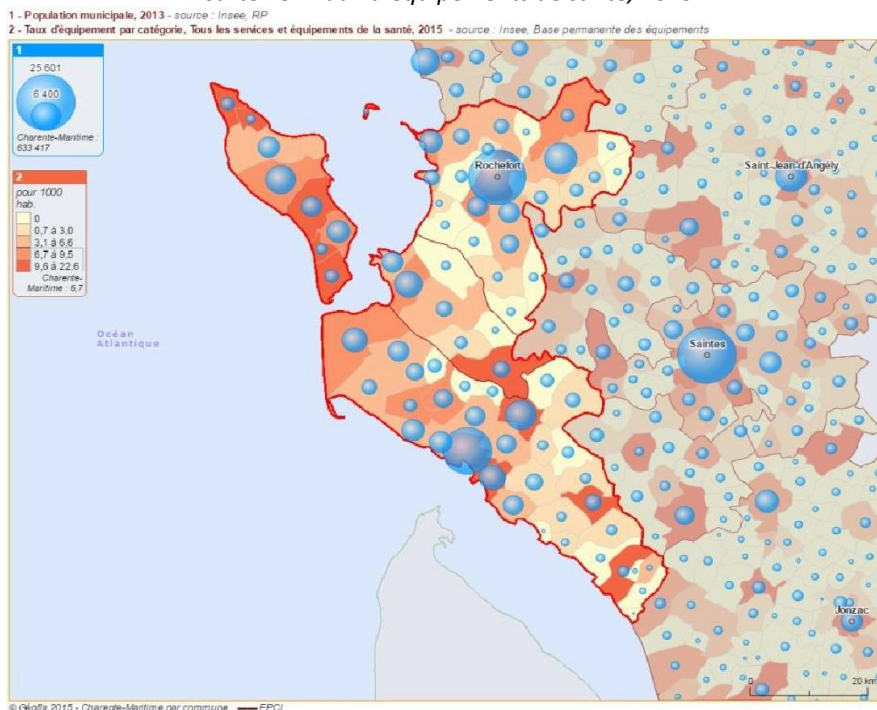 1 - Population municipale, 2013 - source : Insee, RP
2 - Taux d'équipement par catégorie, Tous les services et équipements de la santé, 2015 - source : Insee, Base permanente des équipements
1
25 601
6 400
Charente-Maritime :
633 417
2
pour 1000
hab.
0
0,7 à 3,0
3,1 à 6,6
6,7 à 9,5
9,6 à 22,6
Charente-
Maritime : 6,7
Rochefort
Saint-Jean-d'Angély
Océan
Atlantique
Saintes
Jonzac
0
20 km
© Géofla 2015 - Charente-Maritime par commune
EPCI